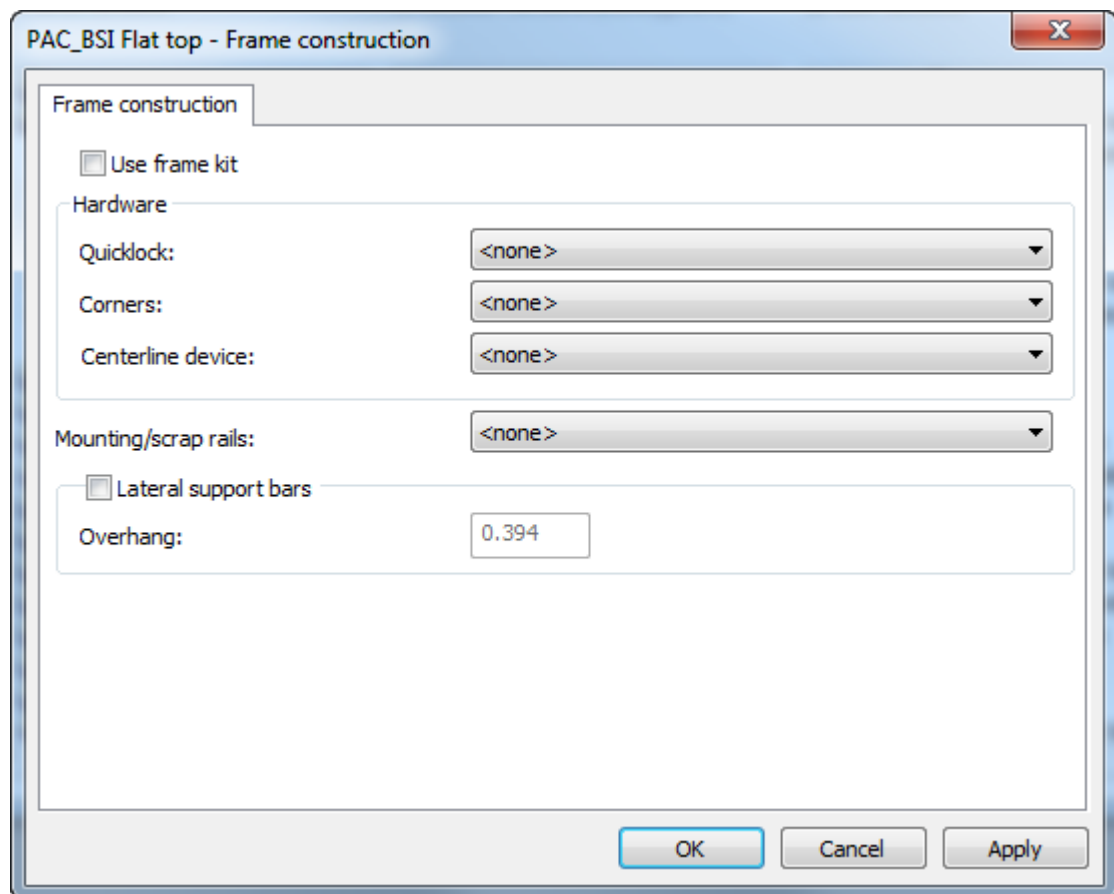 PAC_BSI Flat top - Frame construction
Frame construction
Use frame kit
Hardware
Quicklock: <none>
Corners: <none>
Centerline device: <none>
Mounting/scrap rails: <none>
Lateral support bars
Overhang: 0.394
OK Cancel Apply